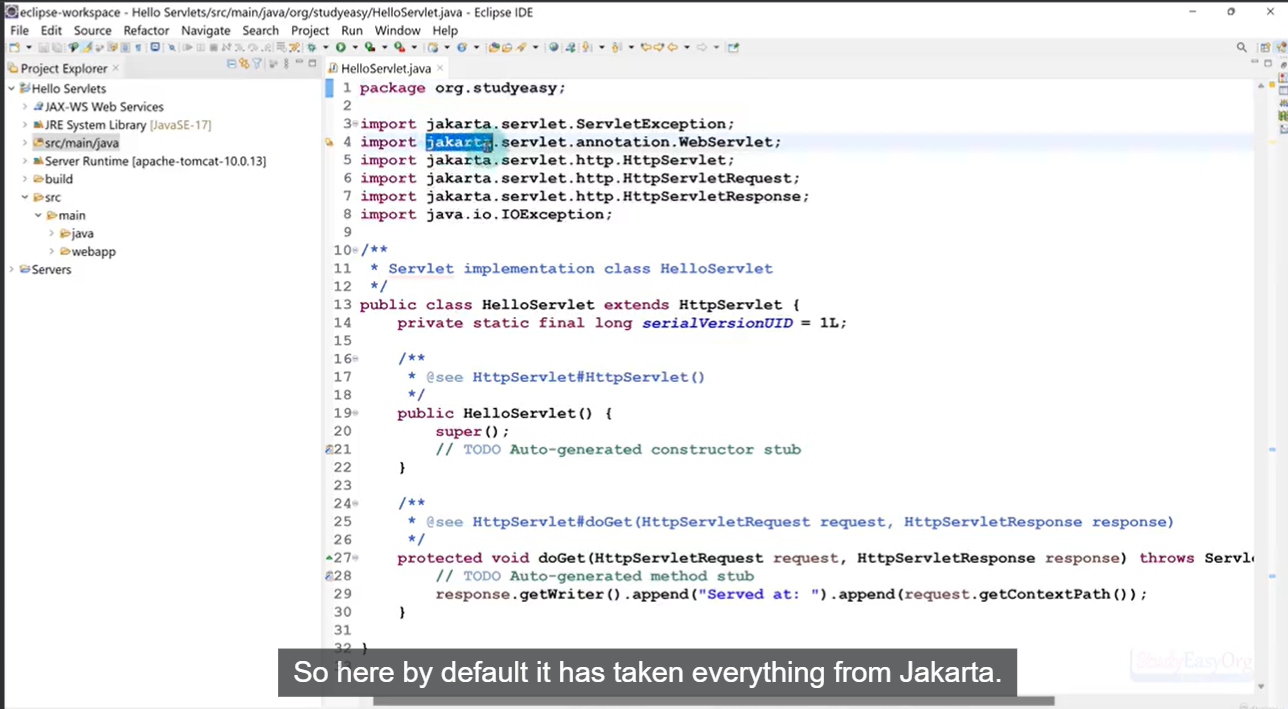 eclipse-workspace - Hello Servlets/src/main/java/org/studyeasy/HelloServlet.java - Eclipse IDE
File Edit Source Refactor Navigate Search Project Run Window Help
Project Explorer
HelloServlet.java
Hello Servlets
JAX-WS Web Services
JRE System Library [JavaSE-17]
src/main/java
Server Runtime [apache-tomcat-10.0.13]
build
src
main
java
webapp
Servers
1 package org.studyeasy;
2
3 import jakarta.servlet.ServletException;
4 import jakarta.servlet.annotation.WebServlet;
5 import jakarta.servlet.http.HttpServlet;
6 import jakarta.servlet.http.HttpServletRequest;
7 import jakarta.servlet.http.HttpServletResponse;
8 import java.io.IOException;
9
10 /**
11 * Servlet implementation class HelloServlet
12 */
13 public class HelloServlet extends HttpServlet {
14 private static final long serialVersionUID = 1L;
15
16 /**
17 * @see HttpServlet#HttpServlet()
18 */
19 public HelloServlet() {
20 super();
21 // TODO Auto-generated constructor stub
22 }
23
24 /**
25 * @see HttpServlet#doGet(HttpServletRequest request, HttpServletResponse response)
26 */
27 protected void doGet(HttpServletRequest request, HttpServletResponse response) throws
28 // TODO Auto-generated method stub
29 response.getWriter().append("Served at: ").append(request.getContextPath());
30 }
31
32 }
StudyEasyOrg
So here by default it has taken everything from Jakarta.